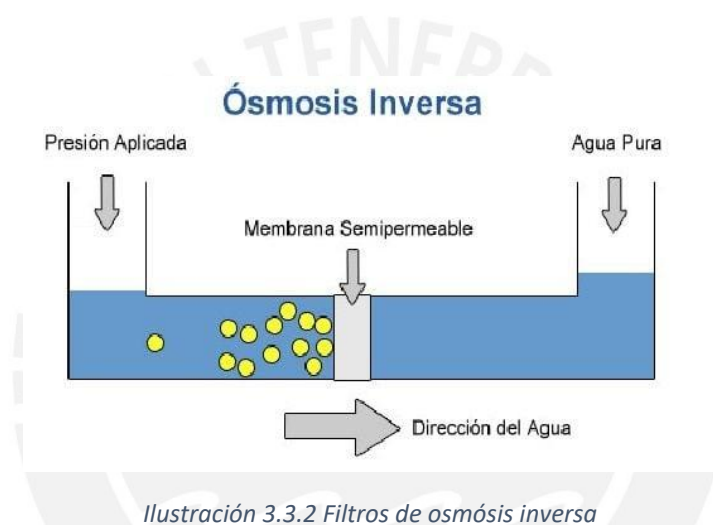 TENEBR
Ósmosis Inversa
Presión Aplicada
Agua Pura
Membrana Semipermeable
Dirección del Agua
Ilustración 3.3.2 Filtros de osmósis inversa